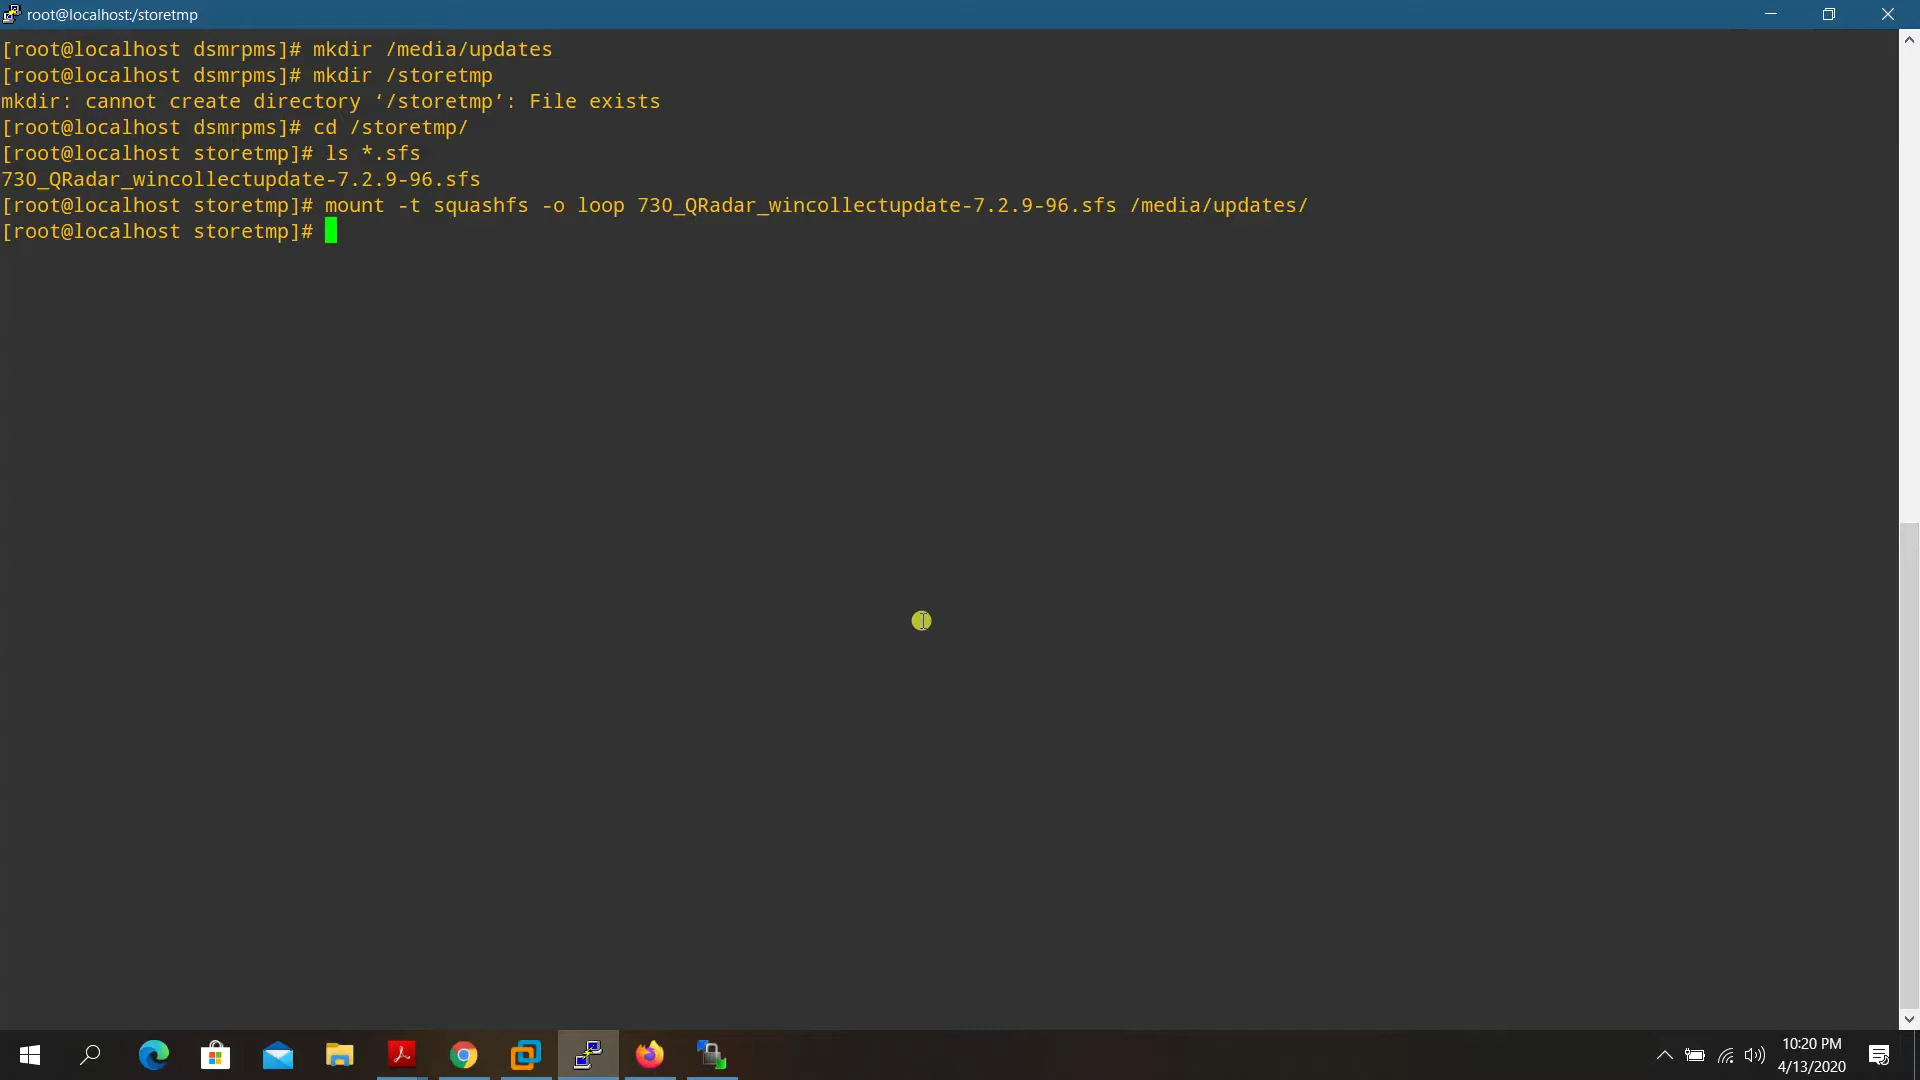 root@localhost:/storetmp
[root@localhost dsmrpms]# mkdir /media/updates
[root@localhost dsmrpms]# mkdir /storetmp
mkdir: cannot create directory ‘/storetmp’: File exists
[root@localhost dsmrpms]# cd /storetmp/
[root@localhost storetmp]# ls *.sfs
730_QRadar_wincollectupdate-7.2.9-96.sfs
[root@localhost storetmp]# mount -t squashfs -o loop 730_QRadar_wincollectupdate-7.2.9-96.sfs /media/updates/
[root@localhost storetmp]#
10:20 PM
4/13/2020